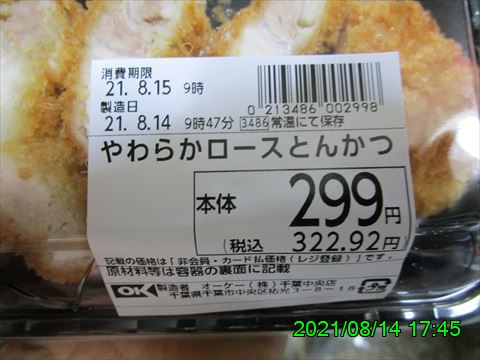 消費期限
21. 8.15 9時
製造日
21. 8.14 9時47分
0 213486 002998
3486 常温にて保存
やわらかロースとんかつ
本体 299円
(税込 322.92円)
記載の価格は「非会員・カード払価格(レジ登録)」です。
原材料等は容器の裏面に記載
OK 製造者 オーケー(株)千葉中央店
千葉県千葉市中央区祐光3-8-18
2021/08/14 17:45